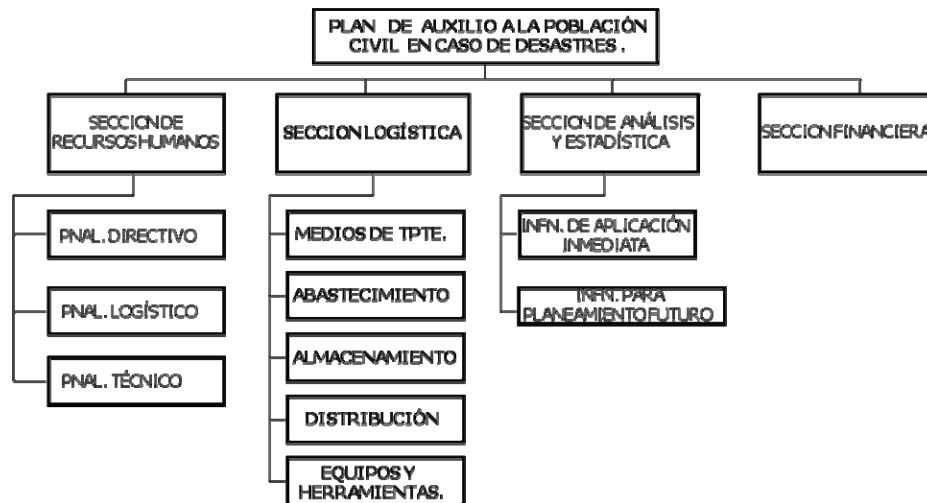 PLAN DE AUXILIO A LA POBLACIÓN
CIVIL EN CASO DE DESASTRES .
SECCION DE
RECURSOS HUMANOS
SECCION LOGÍSTICA
SECCION DE ANÁLISIS
Y ESTADÍSTICA
SECCION FINANCIERA
PNAL. DIRECTIVO
PNAL. LOGÍSTICO
PNAL. TÉCNICO
MEDIOS DE TPTE.
ABASTECIMIENTO
ALMACENAMIENTO
DISTRIBUCIÓN
EQUIPOS Y
HERRAMIENTAS.
INFN. DE APLICACIÓN
INMEDIATA
INFN. PARA
PLANEAMIENTO FUTURO